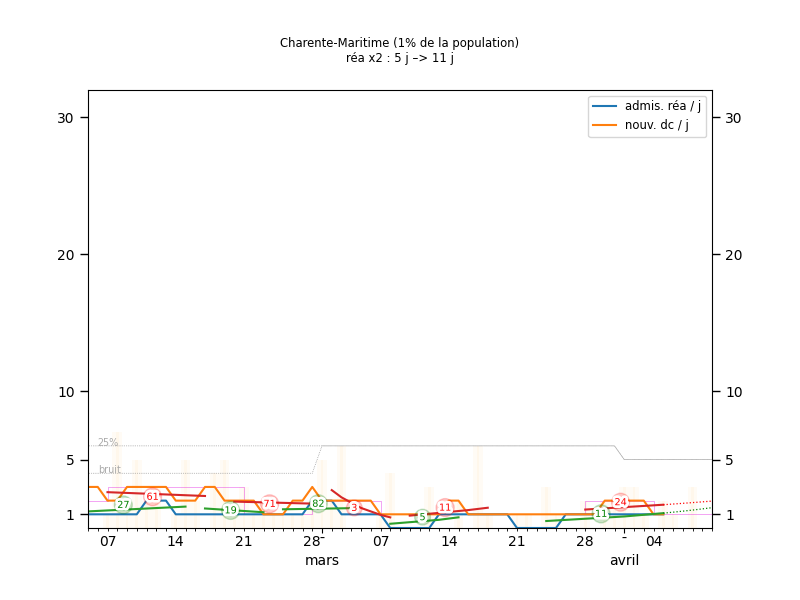 Charente-Maritime (1% de la population)
réa x2 : 5 j –> 11 j
admis. réa / j
nouv. dc / j
30 30
20 20
10 10
25%
5 5
bruit
27 61 19 71 82 3 5 11 11 24
1 1
07 14 21 28 - 07 14 21 28 - 04
mars avril